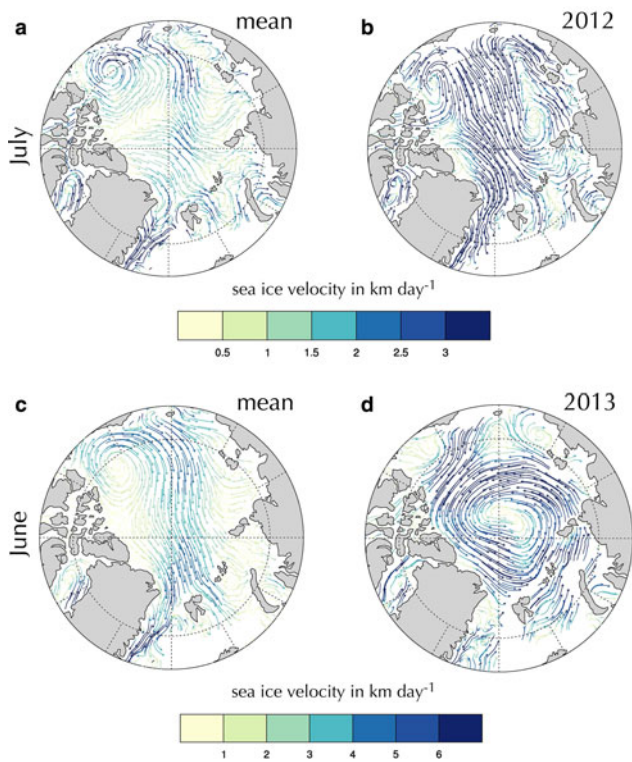 a mean b 2012
July
sea ice velocity in km day-1
0.5 1 1.5 2 2.5 3
c mean d 2013
June
sea ice velocity in km day-1
1 2 3 4 5 6